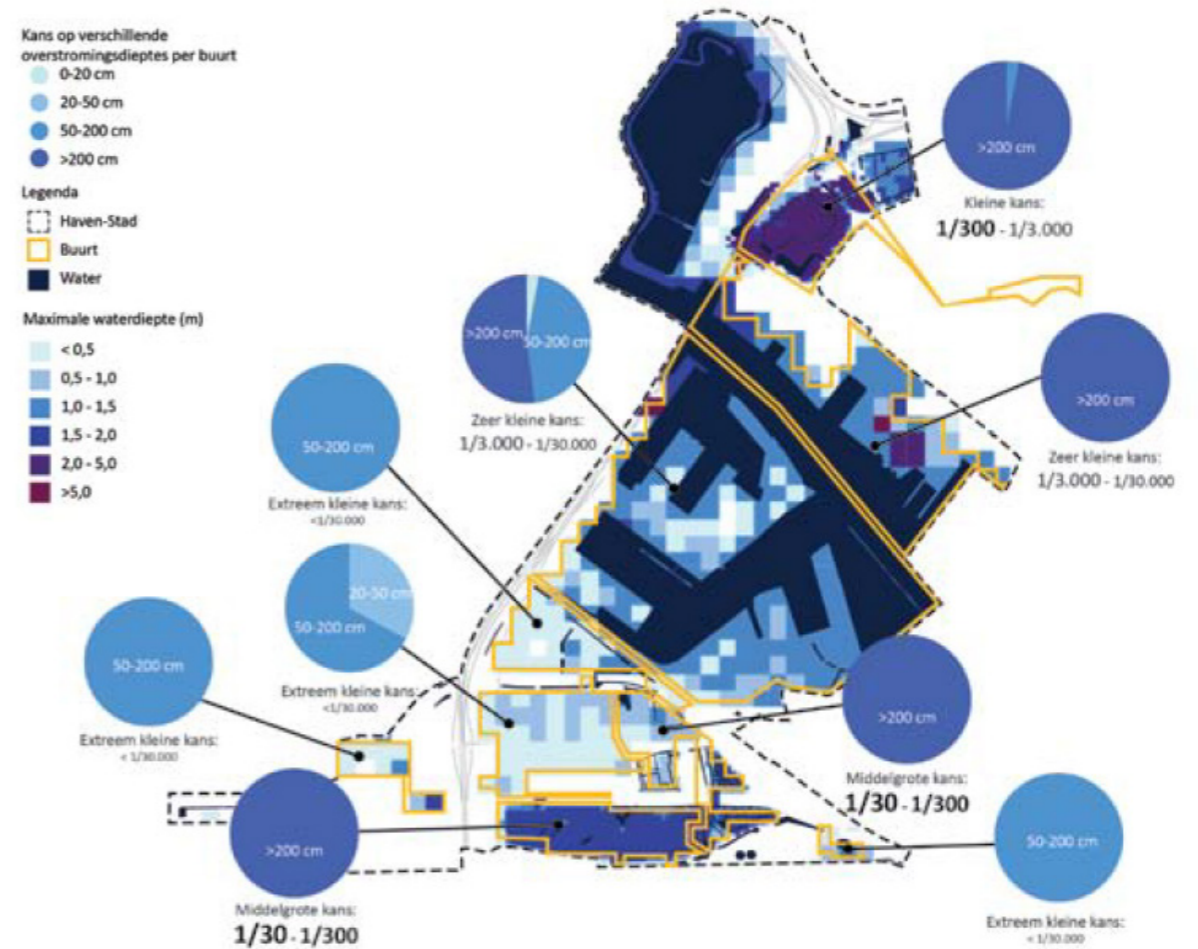 Kans op verschillende
overstromingsdieptes per buurt
0-20 cm
20-50 cm
50-200 cm
>200 cm
Legenda
Haven-Stad
Buurt
Water
Maximale waterdiepte (m)
< 0,5
0,5 - 1,0
1,0 - 1,5
1,5 - 2,0
2,0 - 5,0
>5,0
>200 cm
Kleine kans:
1/300 - 1/3.000
>200 cm
50-200 cm
Zeer kleine kans:
1/3.000 - 1/30.000
>200 cm
Zeer kleine kans:
1/3.000 - 1/30.000
50-200 cm
Extreem kleine kans:
<1/30.000
20-50 cm
50-200 cm
Extreem kleine kans:
<1/30.000
50-200 cm
Extreem kleine kans:
< 1/30.000
>200 cm
Middelgrote kans:
1/30 - 1/300
>200 cm
Middelgrote kans:
1/30 - 1/300
50-200 cm
Extreem kleine kans:
< 1/30.000